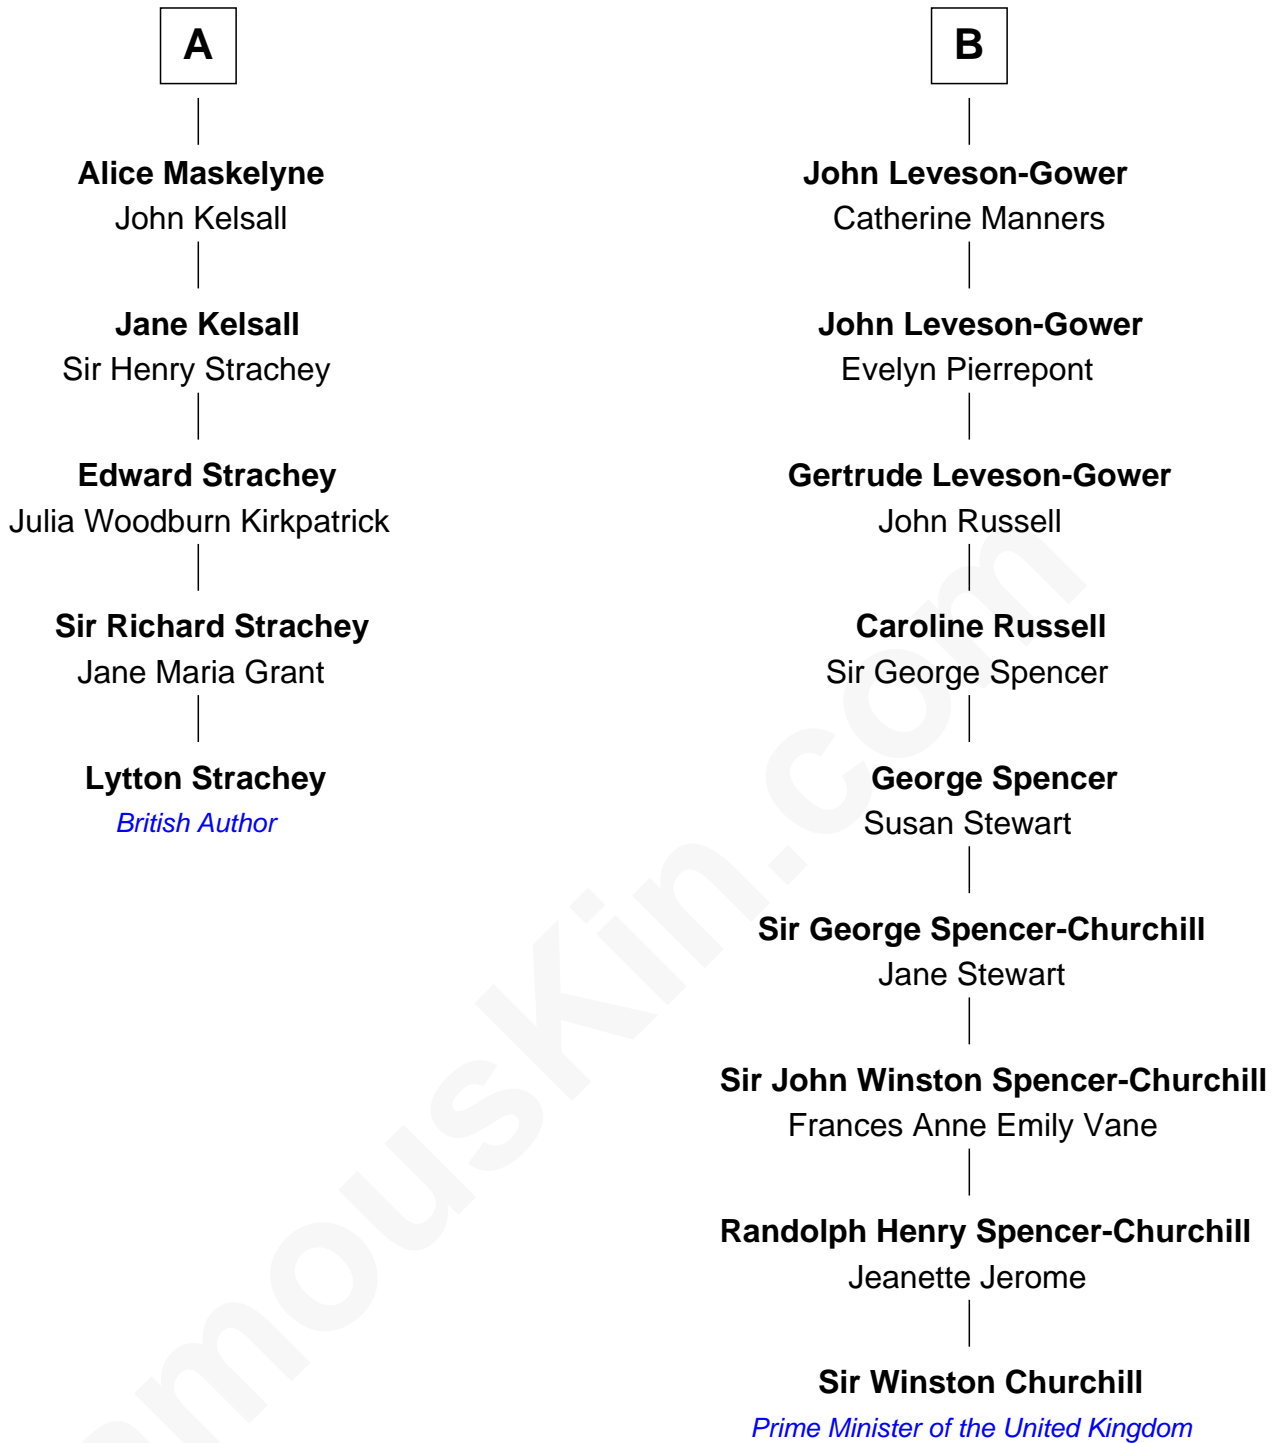 A
Alice Maskelyne
John Kelsall
Jane Kelsall
Sir Henry Strachey
Edward Strachey
Julia Woodburn Kirkpatrick
Sir Richard Strachey
Jane Maria Grant
Lytton Strachey
British Author
B
John Leveson-Gower
Catherine Manners
John Leveson-Gower
Evelyn Pierrepont
Gertrude Leveson-Gower
John Russell
Caroline Russell
Sir George Spencer
George Spencer
Susan Stewart
Sir George Spencer-Churchill
Jane Stewart
Sir John Winston Spencer-Churchill
Frances Anne Emily Vane
Randolph Henry Spencer-Churchill
Jeanette Jerome
Sir Winston Churchill
Prime Minister of the United Kingdom
amousKin.com